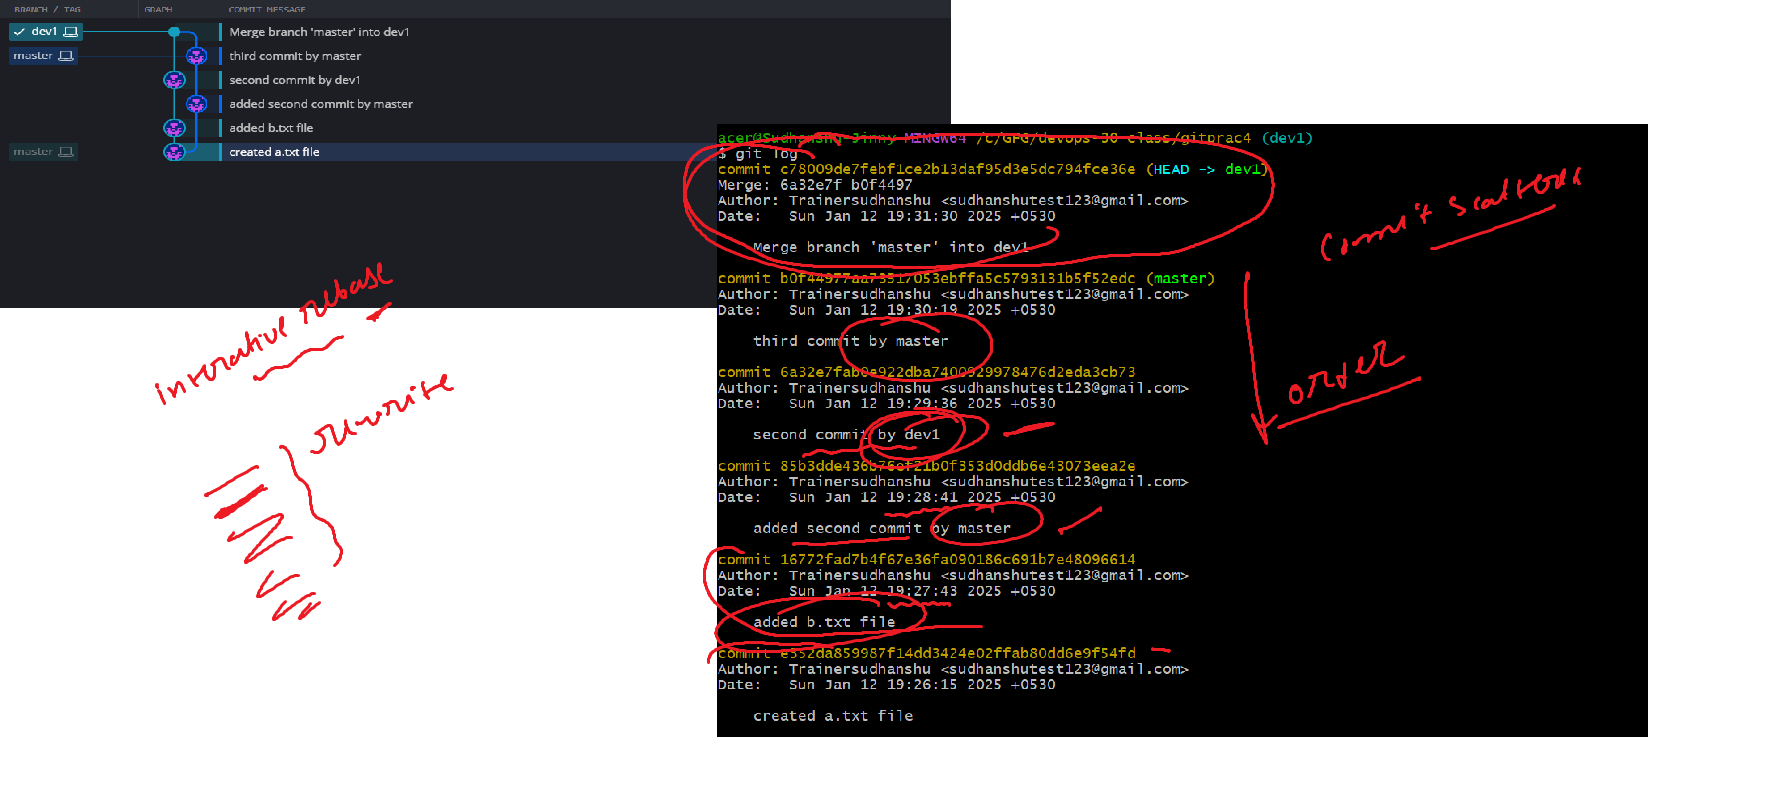 BRANCH / TAG GRAPH COMMIT MESSAGE
dev1 Merge branch 'master' into dev1
master third commit by master
second commit by dev1
added second commit by master
added b.txt file
master created a.txt file
interative rebase
rewrite
acer@Sudhanshu-Jinny MINGW64 /c/GFG/devops-30-class/gitprac4 (dev1)
$ git log
commit c78009de7febf1ce2b13daf95d3e5dc794fce36e (HEAD -> dev1)
Merge: 6a32e7f b0f4497
Author: Trainersudhanshu <sudhanshutest123@gmail.com>
Date: Sun Jan 12 19:31:30 2025 +0530
Merge branch 'master' into dev1
commit b0f44977aa73517053ebffa5c5793131b5f52edc (master)
Author: Trainersudhanshu <sudhanshutest123@gmail.com>
Date: Sun Jan 12 19:30:19 2025 +0530
third commit by master
commit 6a32e7fab0e922dba7400929978476d2eda3cb73
Author: Trainersudhanshu <sudhanshutest123@gmail.com>
Date: Sun Jan 12 19:29:36 2025 +0530
second commit by dev1
commit 85b3dde436b76ef21b0f353d0ddb6e43073eea2e
Author: Trainersudhanshu <sudhanshutest123@gmail.com>
Date: Sun Jan 12 19:28:41 2025 +0530
added second commit by master
commit 16772fad7b4f67e36fa090186c691b7e48096614
Author: Trainersudhanshu <sudhanshutest123@gmail.com>
Date: Sun Jan 12 19:27:43 2025 +0530
added b.txt file
commit e552da859987f14dd3424e02ffab80dd6e9f54fd
Author: Trainersudhanshu <sudhanshutest123@gmail.com>
Date: Sun Jan 12 19:26:15 2025 +0530
created a.txt file
Commit
order